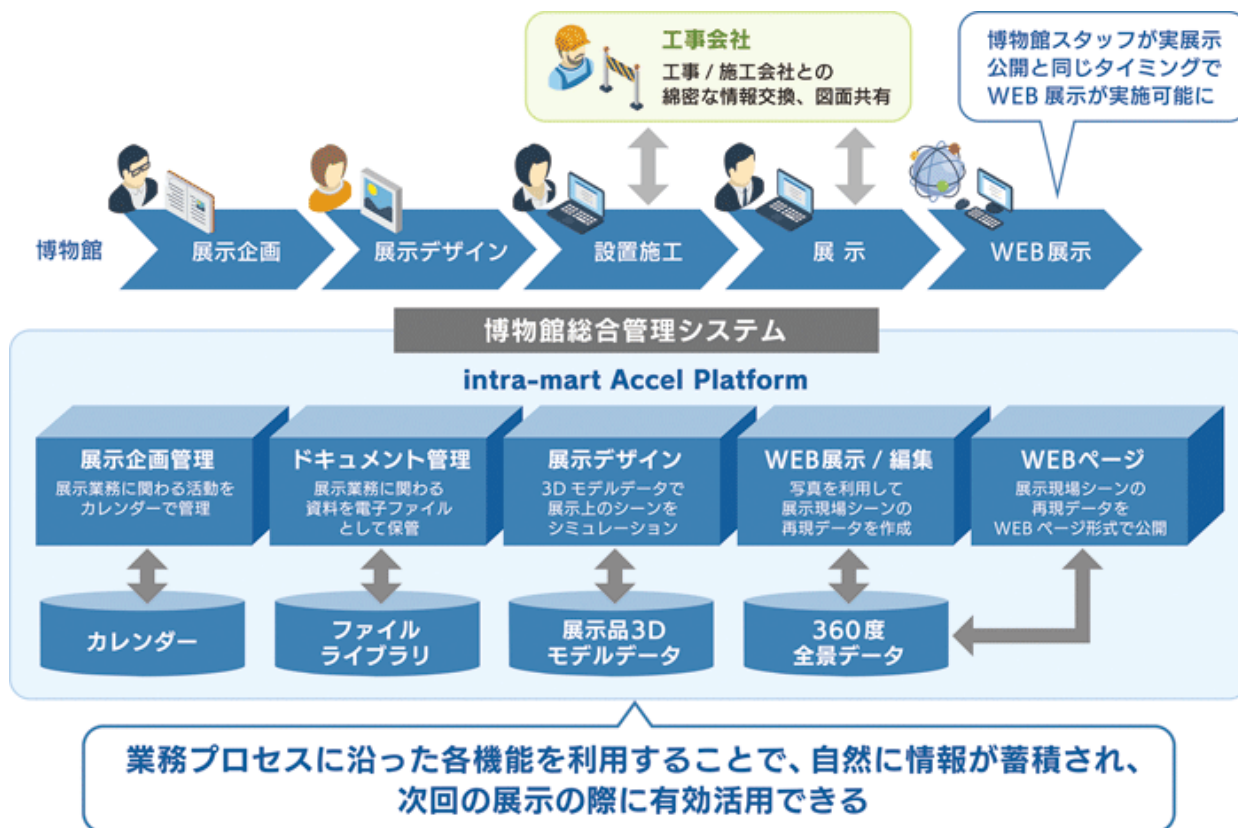 工事会社
工事 / 施工会社との
綿密な情報交換、図面共有
博物館スタッフが実展示
公開と同じタイミングで
WEB 展示が実施可能に
博物館
展示企画
展示デザイン
設置施工
展 示
WEB展示
博物館総合管理システム
intra-mart Accel Platform
展示企画管理
展示業務に関わる活動を
カレンダーで管理
ドキュメント管理
展示業務に関わる
資料を電子ファイル
として保管
展示デザイン
3D モデルデータで
展示上のシーンを
シミュレーション
WEB展示 / 編集
写真を利用して
展示現場シーンの
再現データを作成
WEBページ
展示現場シーンの
再現データを
WEB ページ形式で公開
カレンダー
ファイル
ライブラリ
展示品3D
モデルデータ
360度
全景データ
業務プロセスに沿った各機能を利用することで、自然に情報が蓄積され、
次回の展示の際に有効活用できる